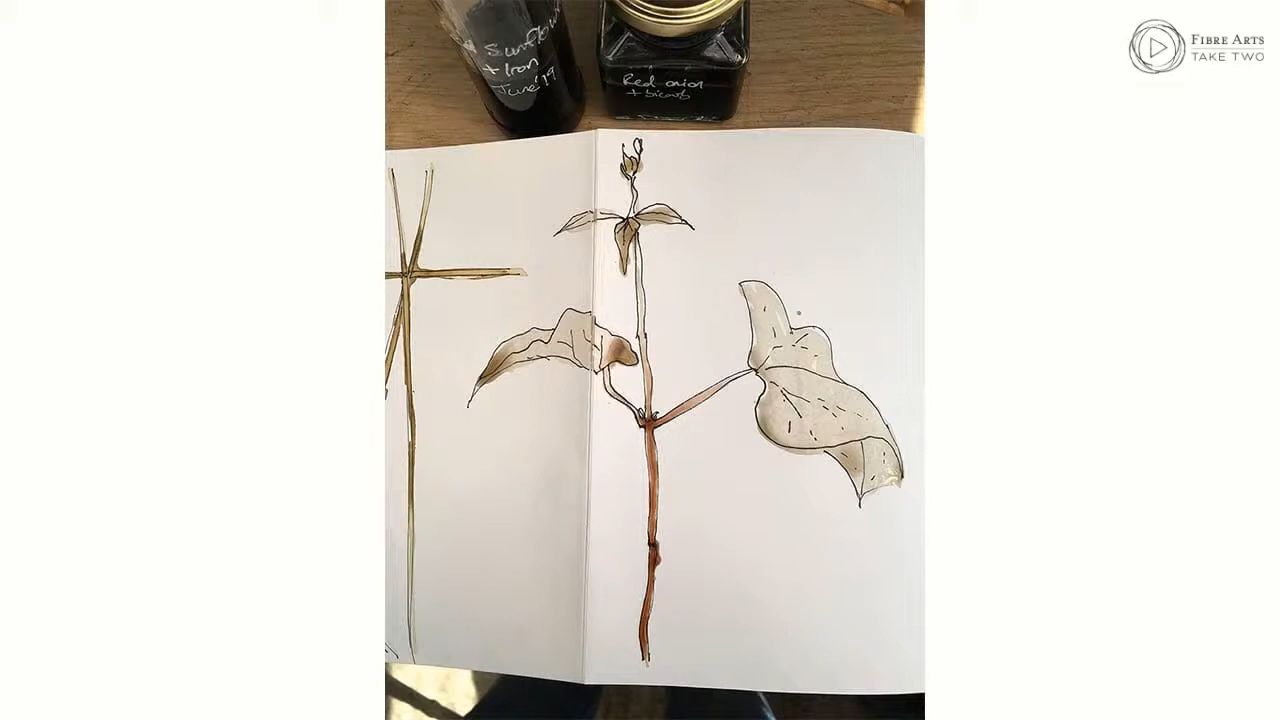 Sunflow
+ Iron
June '19
Red onion
+ bicarb
FIBRE ARTS
TAKE TWO